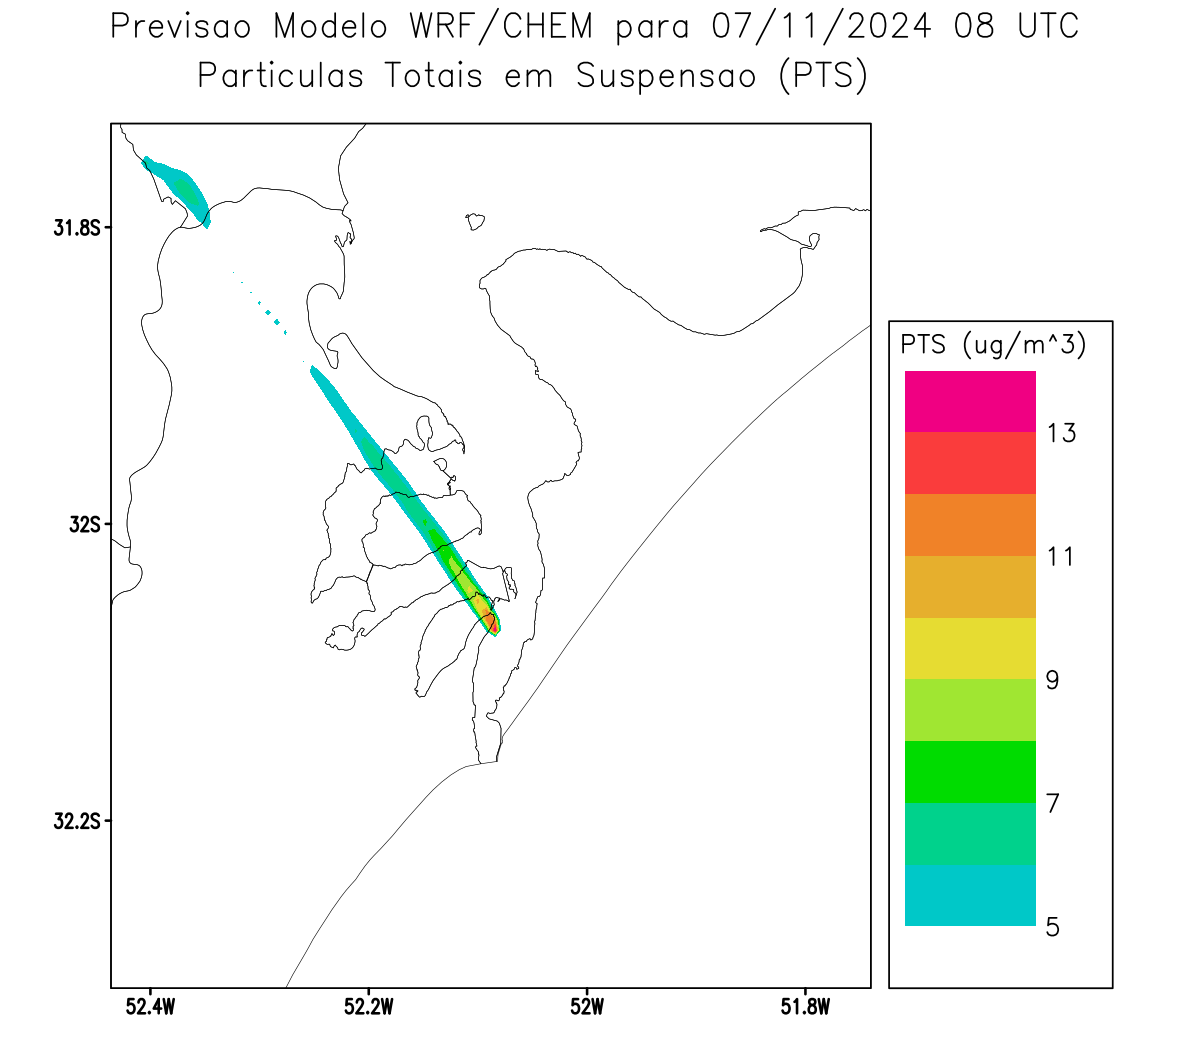 Previsao Modelo WRF/CHEM para 07/11/2024 08 UTC
Particulas Totais em Suspensao (PTS)
31.8S
32S
32.2S
52.4W
52.2W
52W
51.8W
PTS (ug/m^3)
13
11
9
7
5